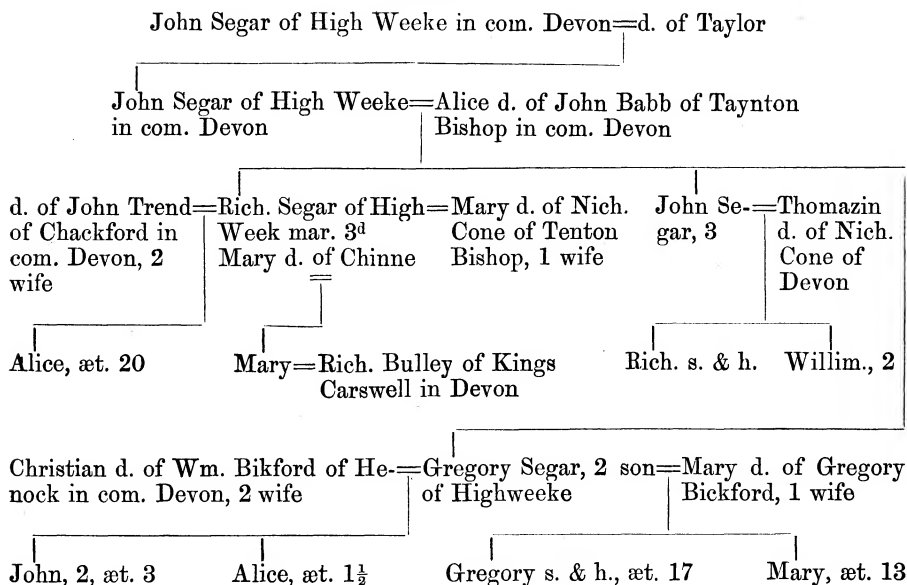 John Segar of High Weeke in com. Devon=d. of Taylor
John Segar of High Weeke=Alice d. of John Babb of Taynton
in com. Devon
Bishop in com. Devon
d. of John Trend=Rich. Segar of High=Mary d. of Nich.
of Chackford in
com. Devon, 2
wife
Week mar. 3d
Mary d. of Chinne
Cone of Tenton
Bishop, 1 wife
John Se-=Thomazin
gar, 3
d. of Nich.
Cone of
Devon
Alice, æt. 20
Mary=Rich. Bulley of Kings
Carswell in Devon
Rich. s. & h.
Willim., 2
Christian d. of Wm. Bikford of He-=Gregory Segar, 2 son=Mary d. of Gregory
nock in com. Devon, 2 wife
of Highweeke
Bickford, 1 wife
John, 2, æt. 3
Alice, æt. 1½
Gregory s. & h., æt. 17
Mary, æt. 13